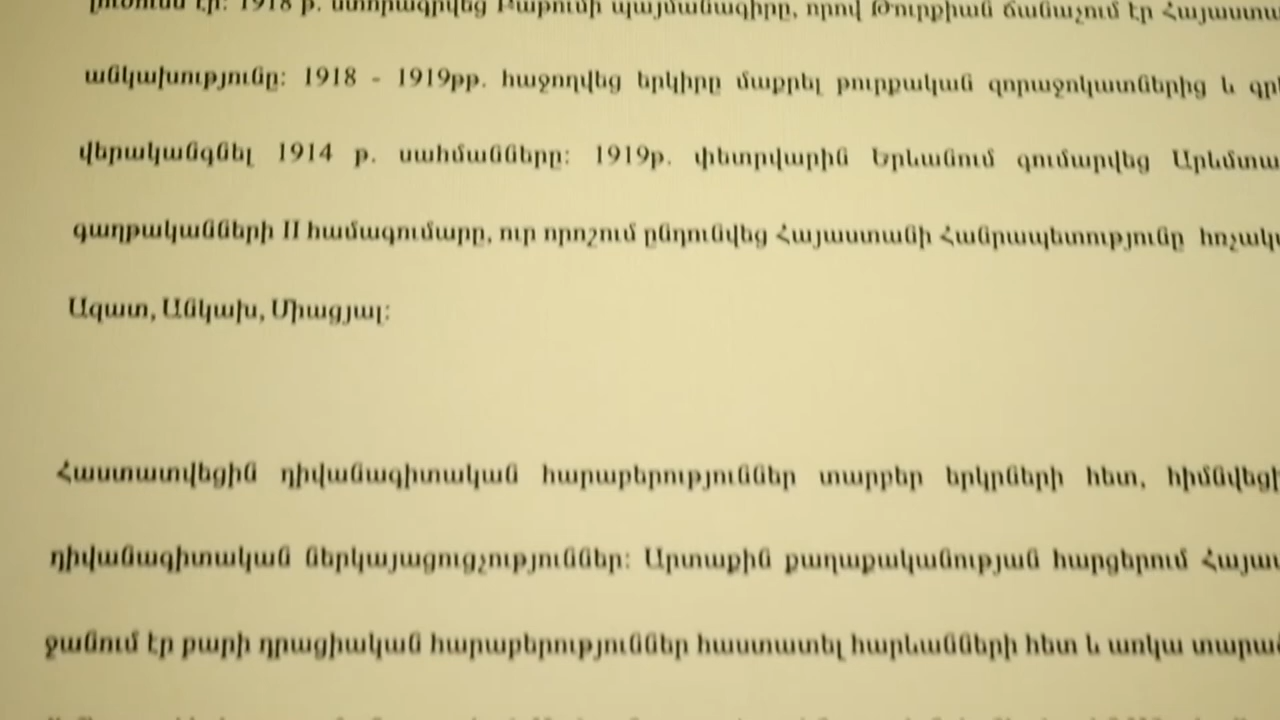 էր: 1918 թ. ստորագրվեց Բաթումի պայմանագիրը, որով Թուրքիան ճանաչում էր
անկախությունը: 1918 - 1919թթ. հաջողվեց երկիրը մաքրել թուրքական զորաջոկատներից և
վերականգնել 1914 թ. սահմանները: 1919թ. փետրվարին Երևանում գումարվեց
գաղթականների II համագումարը, ուր որոշում ընդունվեց Հայաստանի Հանրապետությունը
Ազատ, Անկախ, Միացյալ:
Հաստատվեցին դիվանագիտական հարաբերություններ տարբեր երկրների հետ,
դիվանագիտական ներկայացուցչություններ: Արտաքին քաղաքականության հարցերում
ջանում էր բարի դրացիական հարաբերություններ հաստատել հարևանների հետ և առկա